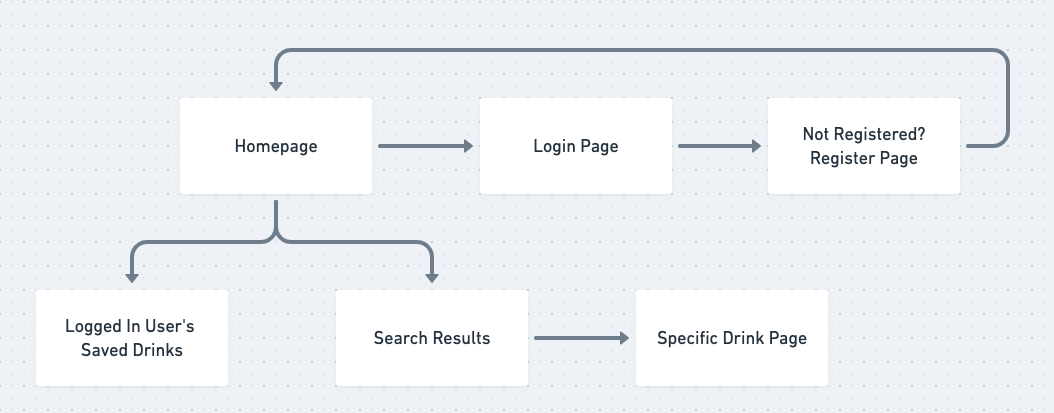 Homepage
Login Page
Not Registered?
Register Page
Logged In User's
Saved Drinks
Search Results
Specific Drink Page